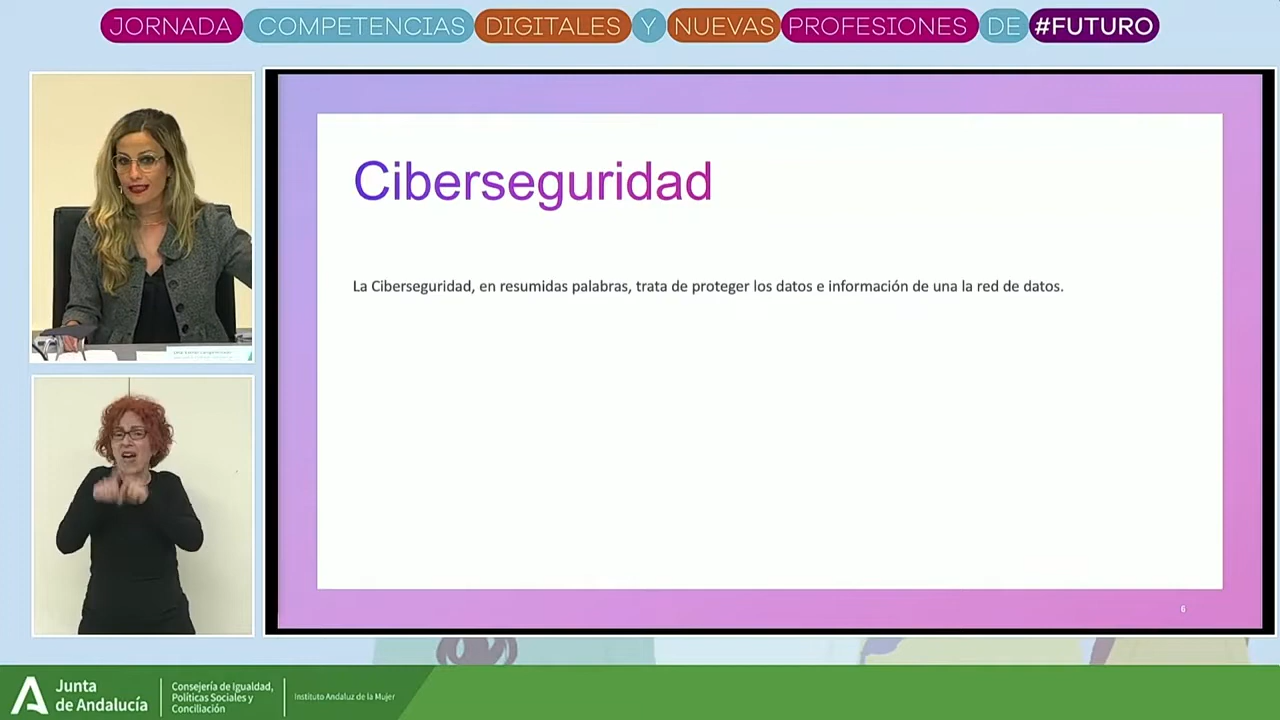 JORNADA COMPETENCIAS DIGITALES Y NUEVAS PROFESIONES DE #FUTURO
Ciberseguridad
La Ciberseguridad, en resumidas palabras, trata de proteger los datos e información de una la red de datos.
6
Junta
de Andalucía
Consejería de Igualdad,
Políticas Sociales y
Conciliación
Instituto Andaluz de la Mujer